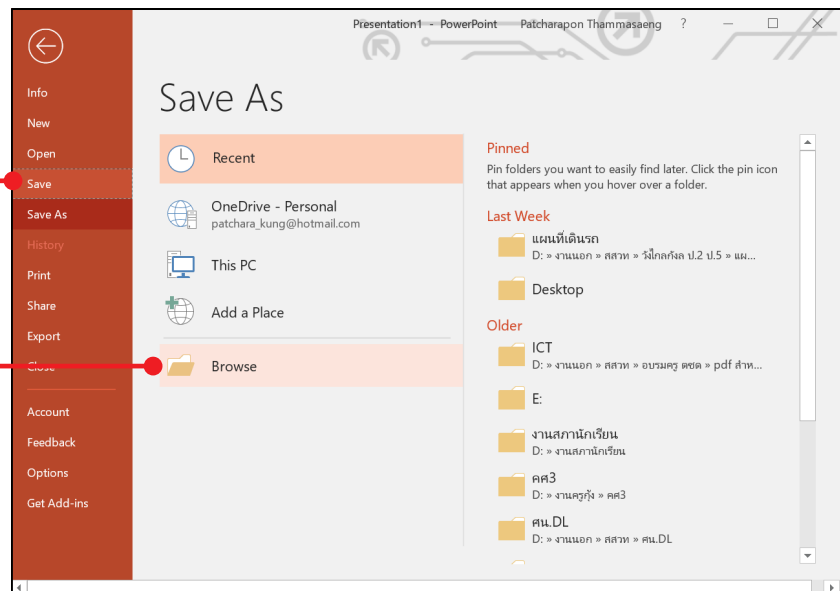 Presentation1 - PowerPoint Patcharapon Thammasaeng ?
Info
New
Open
Save
Save As
History
Print
Share
Export
Close
Account
Feedback
Options
Get Add-ins
Save As
Recent
OneDrive - Personal
patchara_kung@hotmail.com
This PC
Add a Place
Browse
Pinned
Pin folders you want to easily find later. Click the pin icon
that appears when you hover over a folder.
Last Week
แผนที่เดินรถ
D: » งานนอก » สสวท » วังไกลกังวล ป.2 ป.5 » แผ...
Desktop
Older
ICT
D: » งานนอก » สสวท » อบรมครู ตชด » pdf สำห...
E:
งานสภานักเรียน
D: » งานสภานักเรียน
คศ3
D: » งานครูกุ้ง » คศ3
ศน.DL
D: » งานนอก » สสวท » ศน.DL